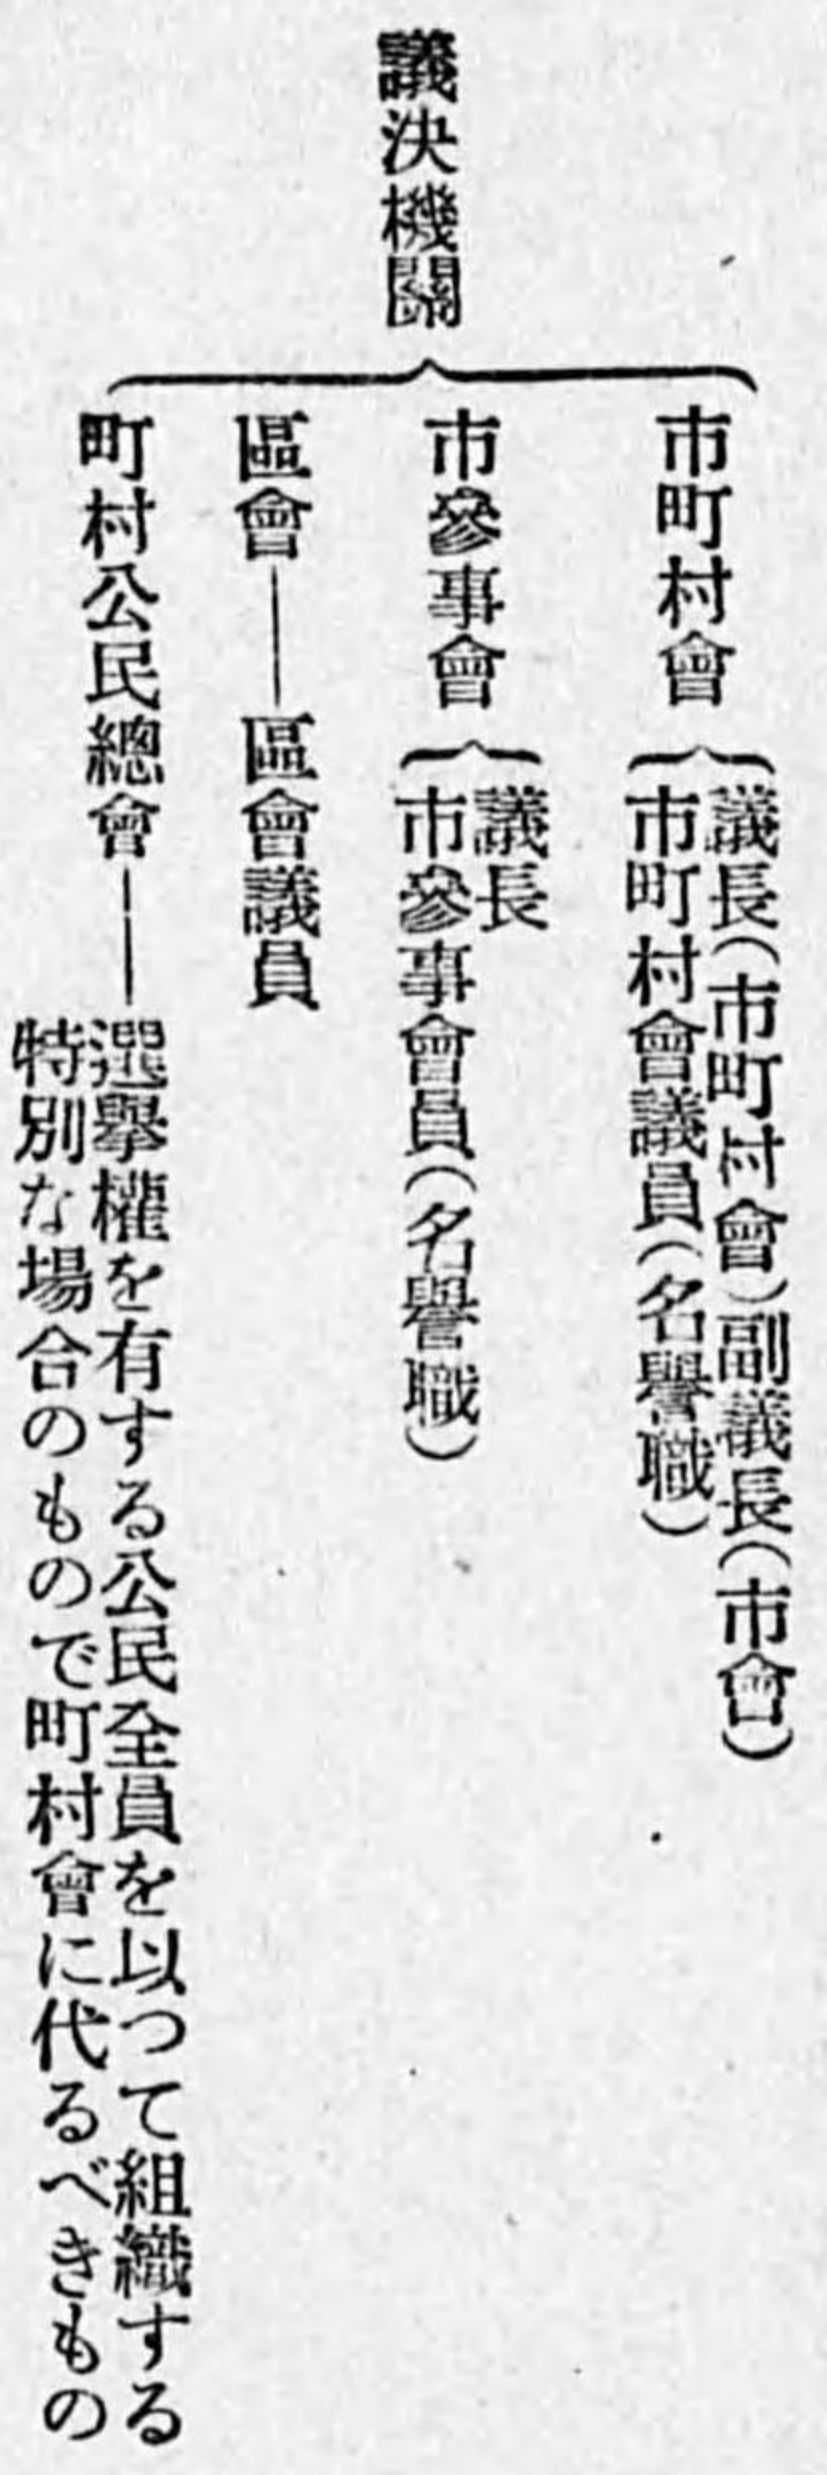 議決機關
市町村會
議長(市町村會)副議長(市會)
市町村會議員(名譽職)
市參事會
議長
市參事會員(名譽職)
區會――區會議員
町村公民總會――選擧權を有する公民全員を以つて組織する
特別な場合のもので町村會に代るべきもの